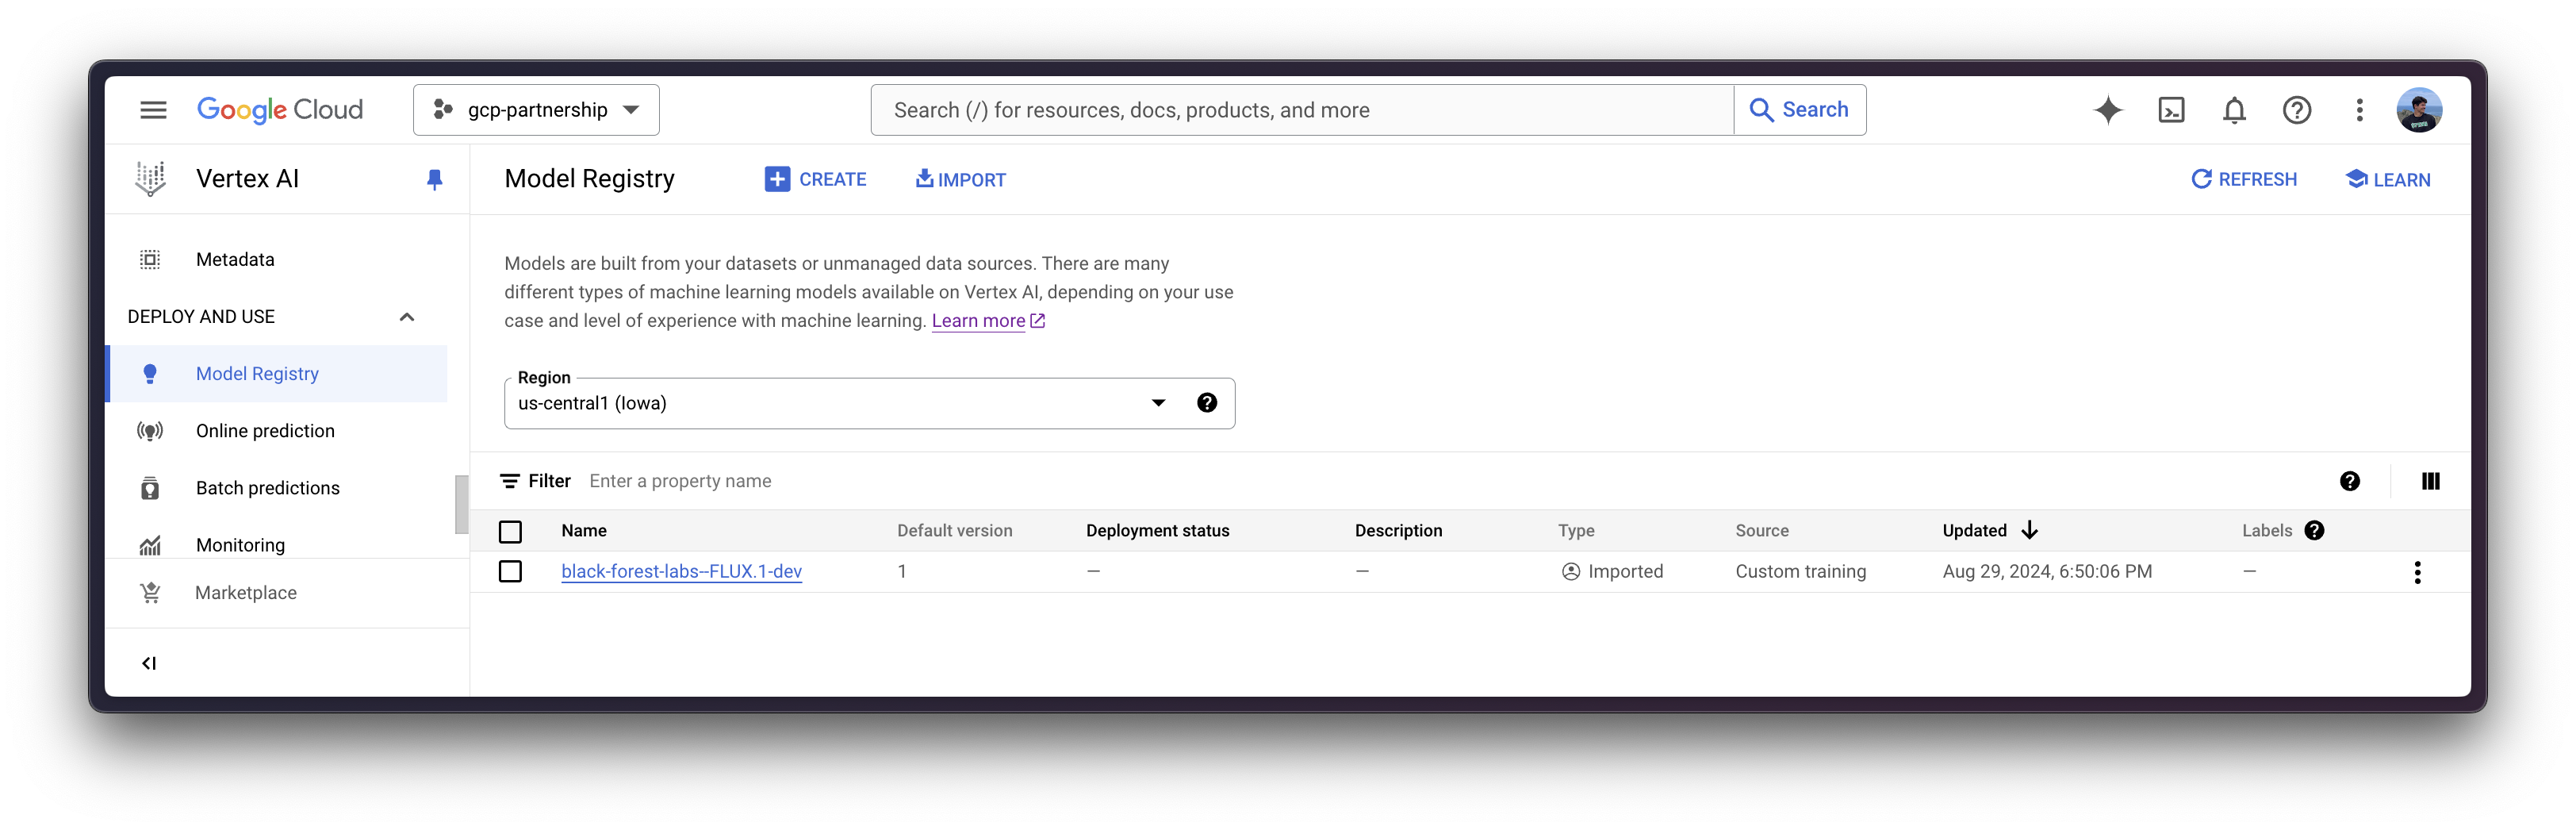 Google Cloud
gcp-partnership
Search (/) for resources, docs, products, and more
Search
Vertex AI
Model Registry
CREATE
IMPORT
REFRESH
LEARN
Metadata
DEPLOY AND USE
Model Registry
Online prediction
Batch predictions
Monitoring
Marketplace
Models are built from your datasets or unmanaged data sources. There are many
different types of machine learning models available on Vertex AI, depending on your use
case and level of experience with machine learning. Learn more
Region
us-central1 (Iowa)
Filter Enter a property name
Name Default version Deployment status Description Type Source Updated Labels
black-forest-labs--FLUX.1-dev 1 — — Imported Custom training Aug 29, 2024, 6:50:06 PM —